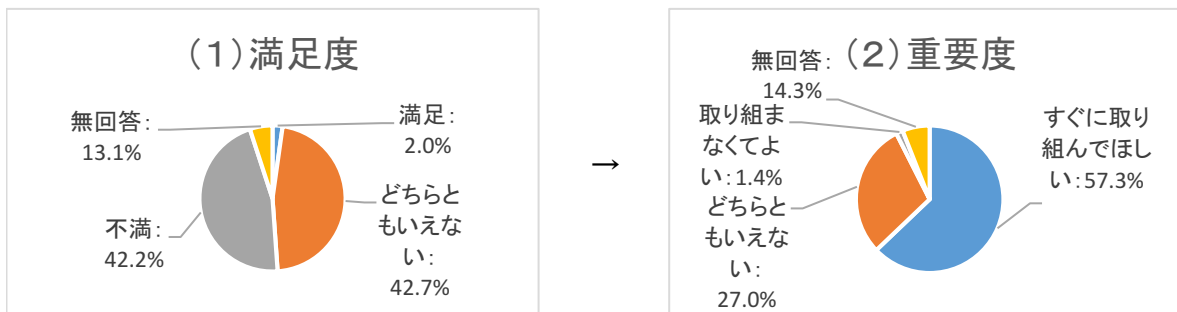 (1)満足度
満足:
2.0%
どちらと
もいえな
い:
42.7%
不満:
42.2%
無回答:
13.1%
→
(2)重要度
すぐに取り
組んでほし
い:57.3%
どちらと
もいえな
い:
27.0%
取り組ま
なくてよ
い:1.4%
無回答:
14.3%